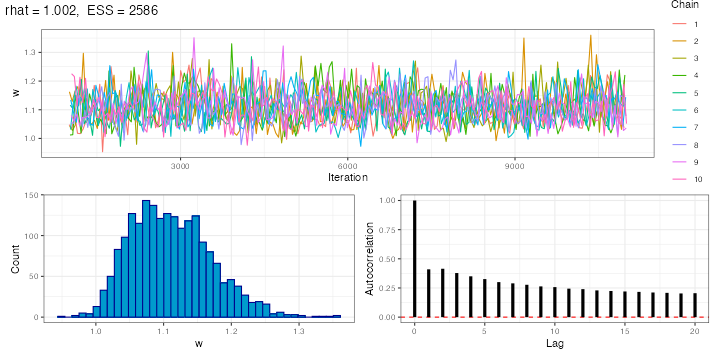 rhat = 1.002, ESS = 2586
Chain
1
2
3
4
5
6
7
8
9
10
w
1.3
1.2
1.1
1.0
3000 6000 9000
Iteration
Count
150
100
50
0
1.0 1.1 1.2 1.3
w
Autocorrelation
1.00
0.75
0.50
0.25
0.00
0 5 10 15 20
Lag